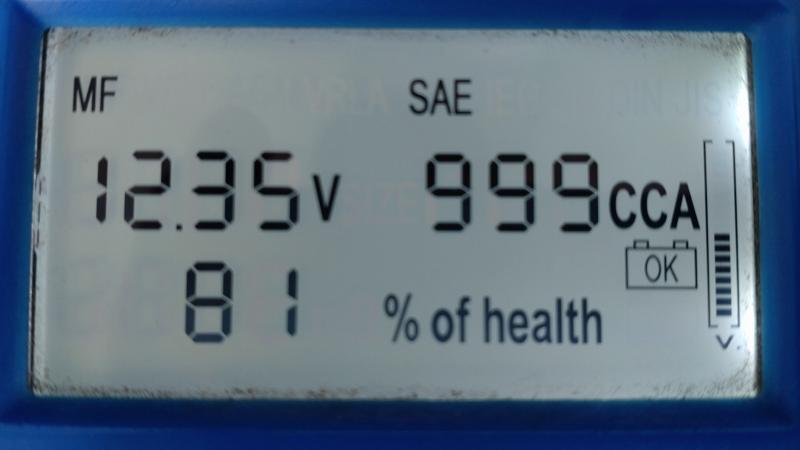 MF SAE
12.35V 999CCA
OK
81 % of health